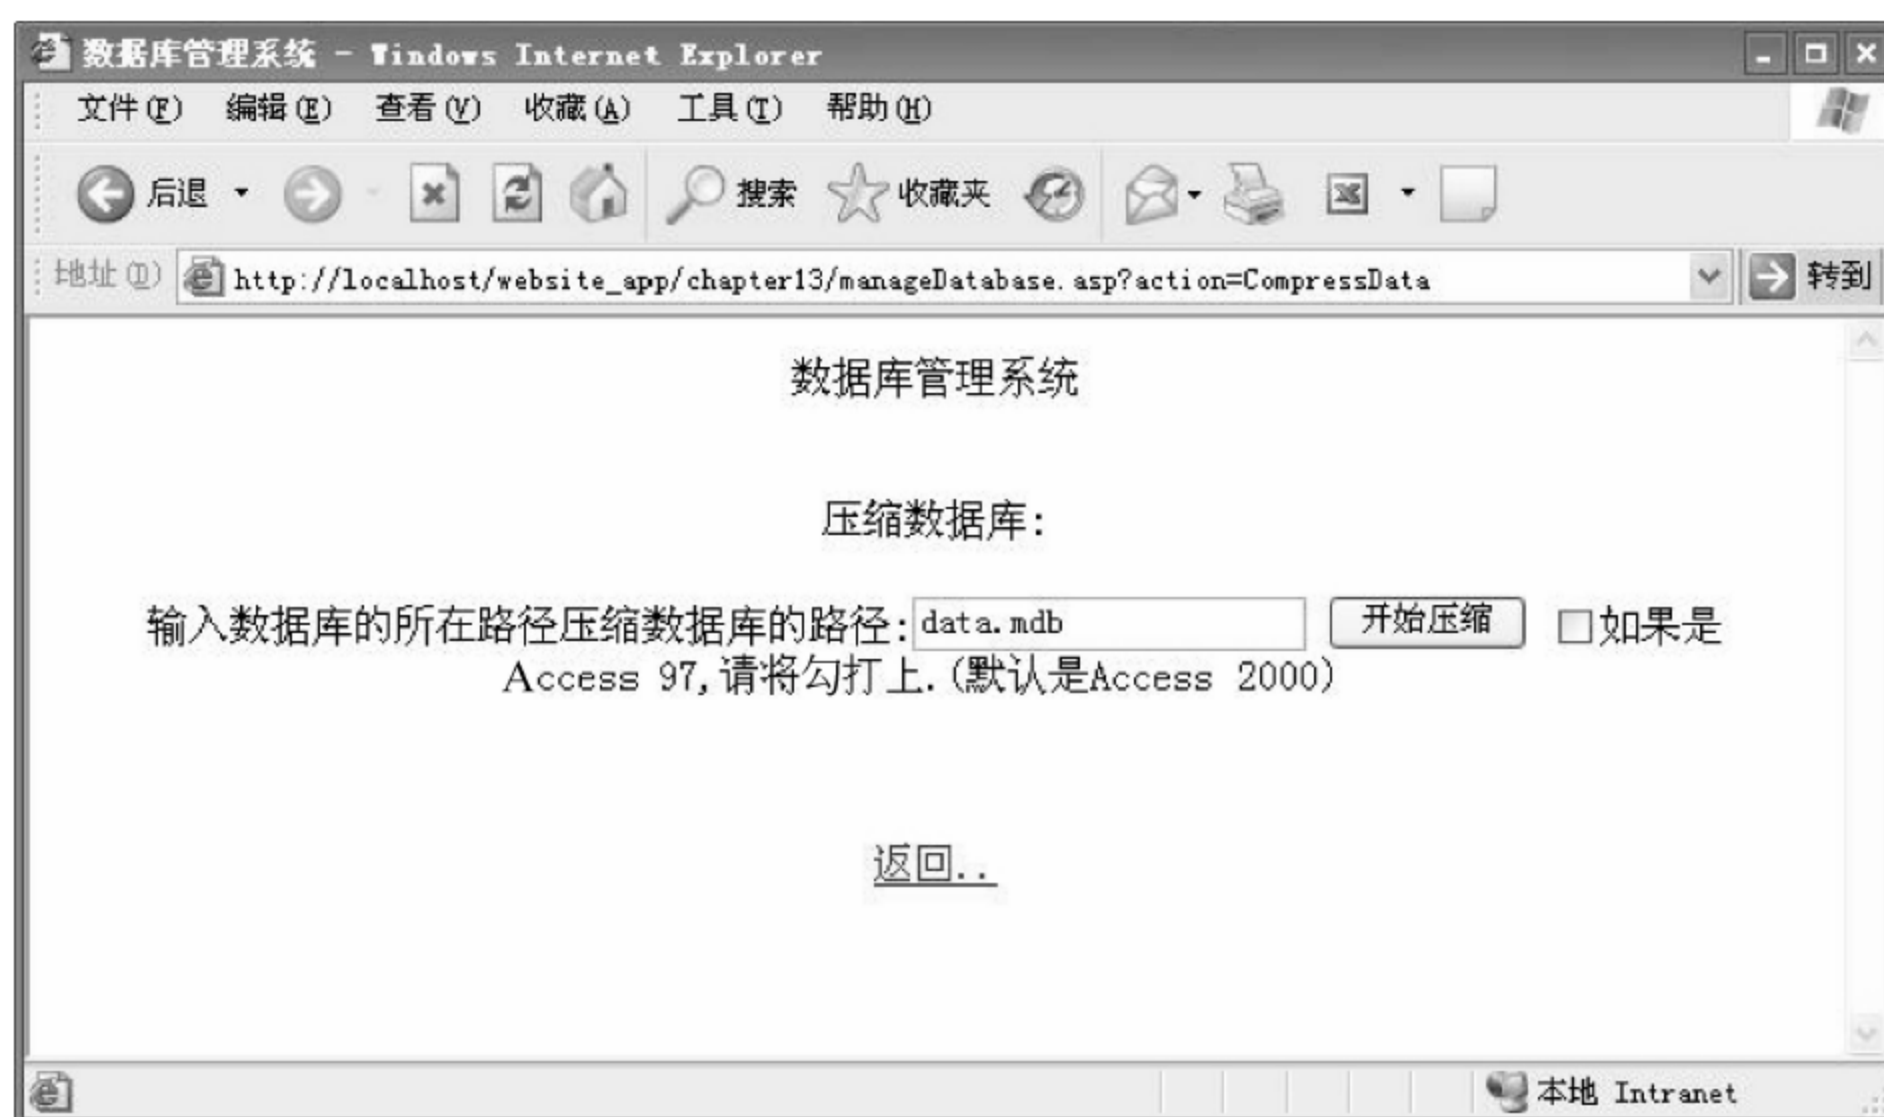 数据库管理系统 - Windows Internet Explorer
文件(F) 编辑(E) 查看(V) 收藏(A) 工具(T) 帮助(H)
后退 搜索 收藏夹
地址(D) http://localhost/website_app/chapter13/manageDatabase.asp?action=CompressData 转到
数据库管理系统
压缩数据库:
输入数据库的所在路径压缩数据库的路径:data.mdb 开始压缩 如果是
Access 97,请将勾打上.(默认是Access 2000)
返回..
本地 Intranet